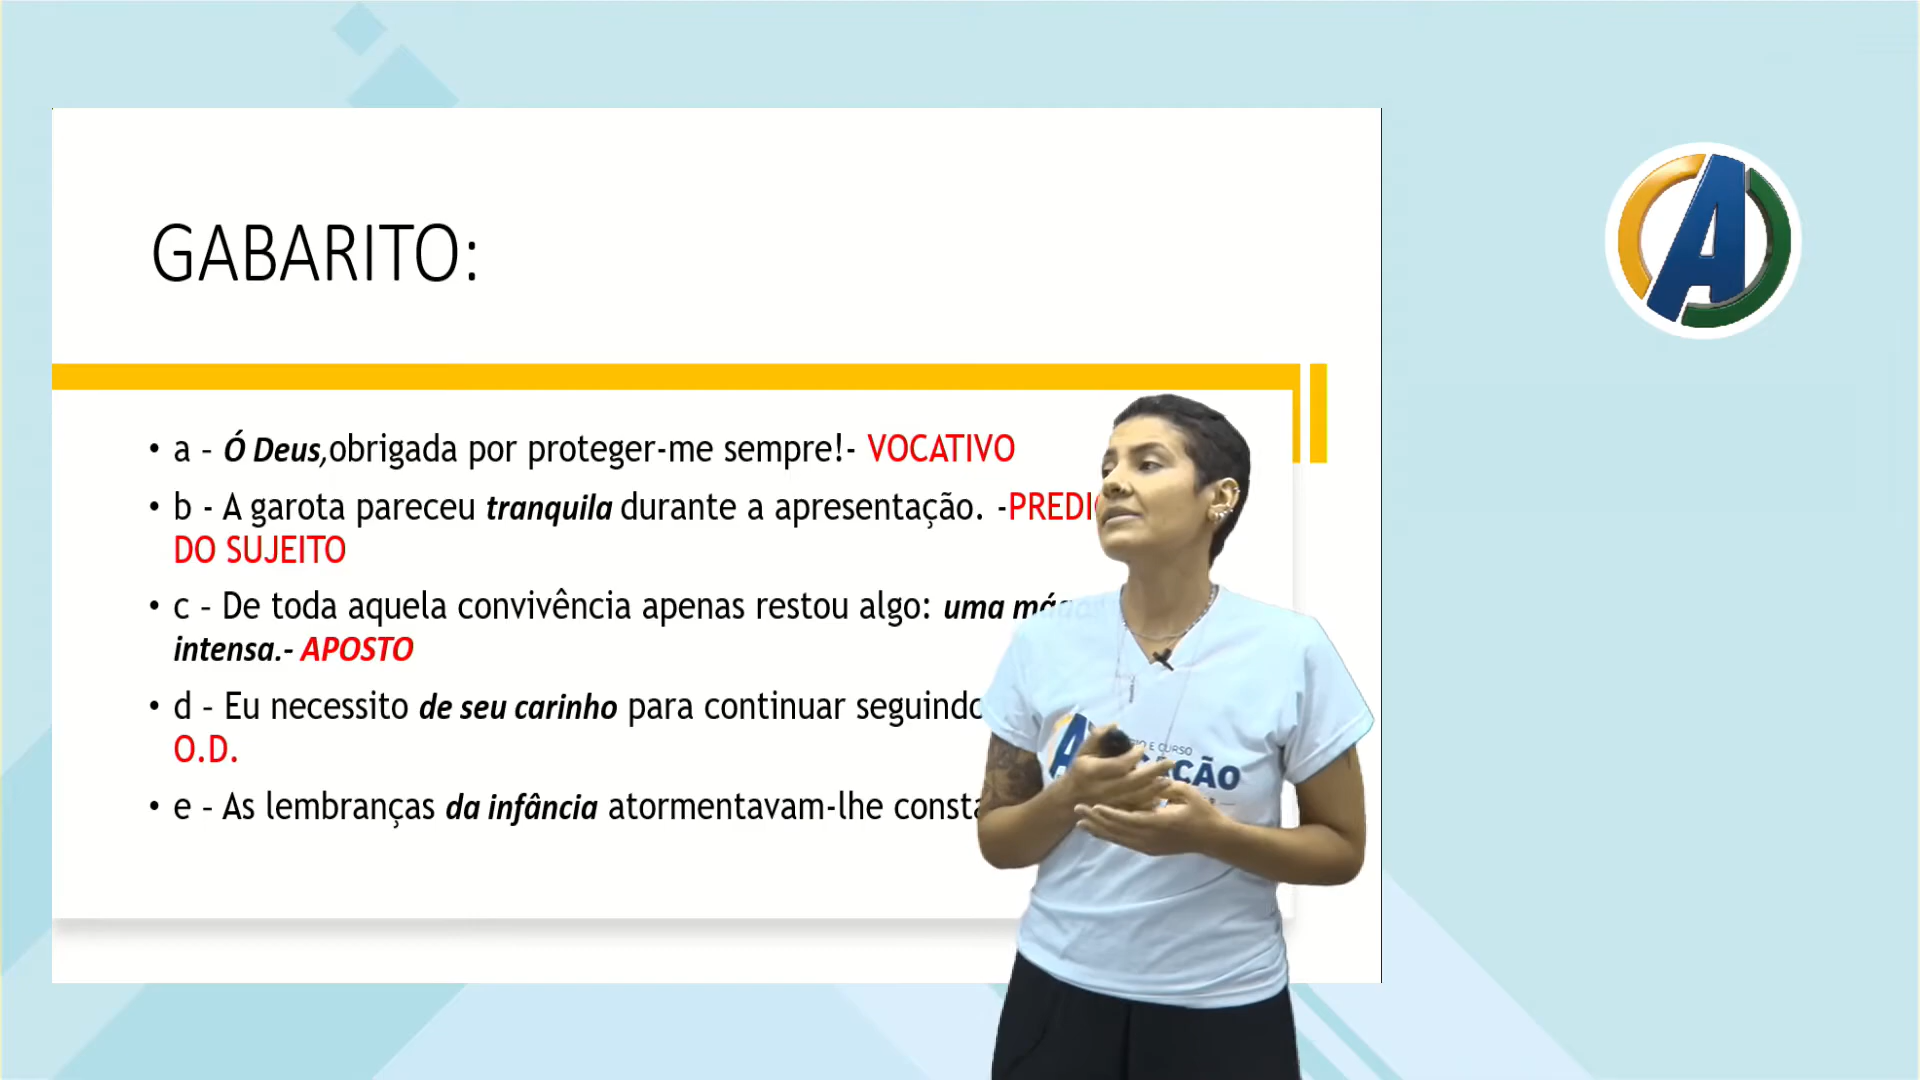 GABARITO:
• a – Ó Deus,obrigada por proteger-me sempre!- VOCATIVO
• b - A garota pareceu tranquila durante a apresentação. -PREDI
DO SUJEITO
• c – De toda aquela convivência apenas restou algo: uma
intensa.- APOSTO
• d – Eu necessito de seu carinho para continuar seguindo
O.D.
• e – As lembranças da infância atormentavam-lhe
A
E CURSO